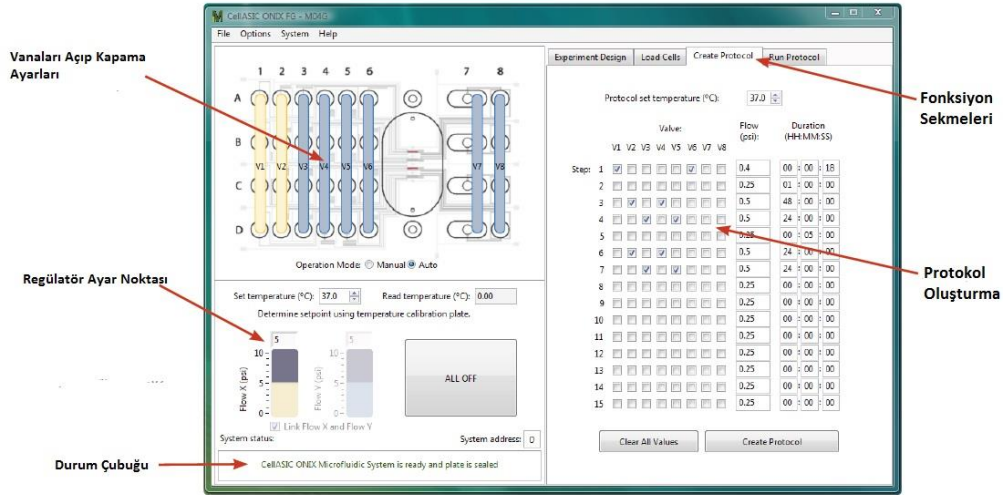 CellASIC ONIX FG - M04G
File Options System Help
Vanaları Açıp Kapama
Ayarları
1 2 3 4 5 6 7 8
A
B
V1 V2 V3 V4 V5 V6 V7 V8
C
D
Operation Mode: Manual Auto
Regülatör Ayar Noktası
Set temperature (ºC): 37.0 Read temperature (ºC): 0.00
Determine setpoint using temperature calibration plate.
5 5
10 10
Flow X (psi) 5 Flow Y (psi) 5
0 0
ALL OFF
Link Flow X and Flow Y
System status: System address: 0
Durum Çubuğu
CellASIC ONIX Microfluidic System is ready and plate is sealed
Experiment Design Load Cells Create Protocol Run Protocol
Fonksiyon
Sekmeleri
Protocol set temperature (ºC): 37.0
Valve: Flow Duration
(psi): (HH:MM:SS)
V1 V2 V3 V4 V5 V6 V7 V8
Step: 1 0.4 00 : 00 : 18
2 0.25 01 : 00 : 00
3 0.5 48 : 00 : 00
4 0.5 24 : 00 : 00
5 0.25 00 : 05 : 00
6 0.5 24 : 00 : 00
7 0.5 24 : 00 : 00
8 0.25 00 : 00 : 00
9 0.25 00 : 00 : 00
10 0.25 00 : 00 : 00
11 0.25 00 : 00 : 00
12 0.25 00 : 00 : 00
13 0.25 00 : 00 : 00
14 0.25 00 : 00 : 00
15 0.25 00 : 00 : 00
Protokol
Oluşturma
Clear All Values Create Protocol